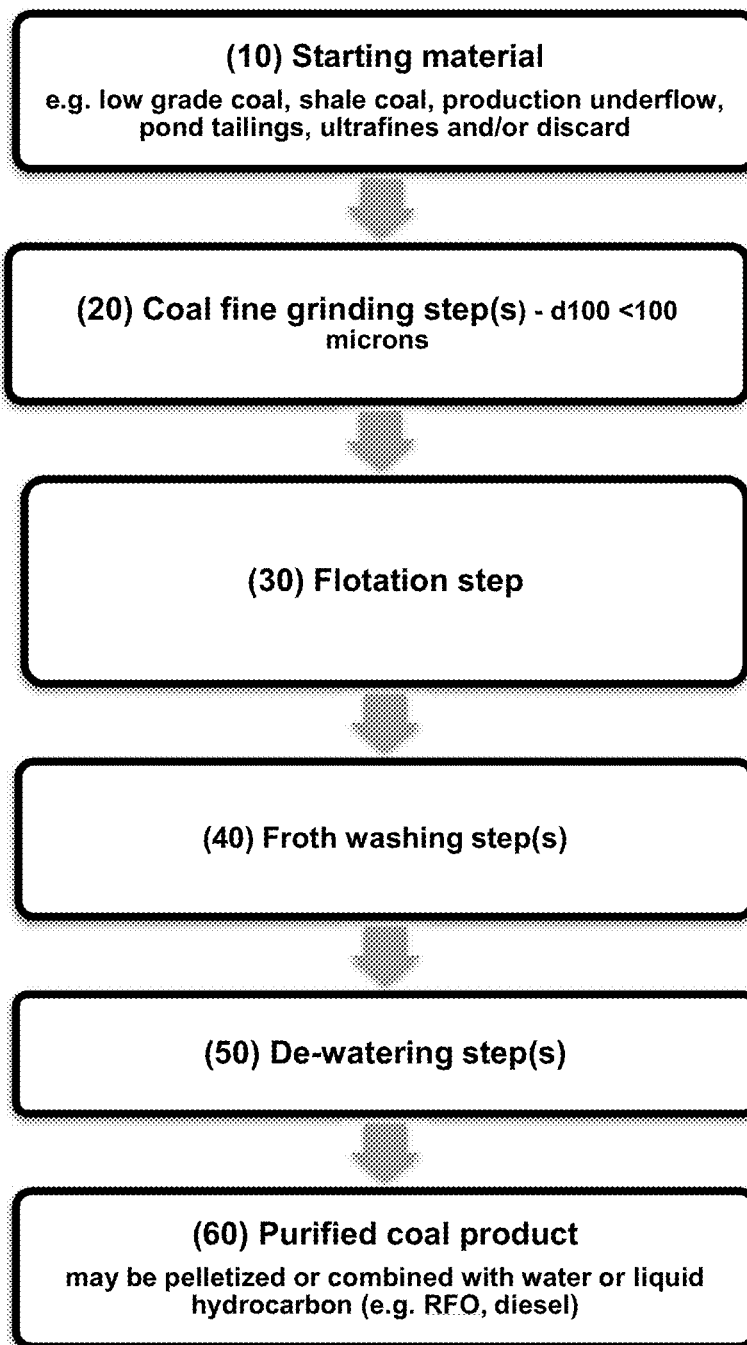 (10) Starting material
e.g. low grade coal, shale coal, production underflow,
pond tailings, ultrafines and/or discard
(20) Coal fine grinding step(s) - d100 <100
microns
(30) Flotation step
(40) Froth washing step(s)
(50) De-watering step(s)
(60) Purified coal product
may be pelletized or combined with water or liquid
hydrocarbon (e.g. RFO, diesel)